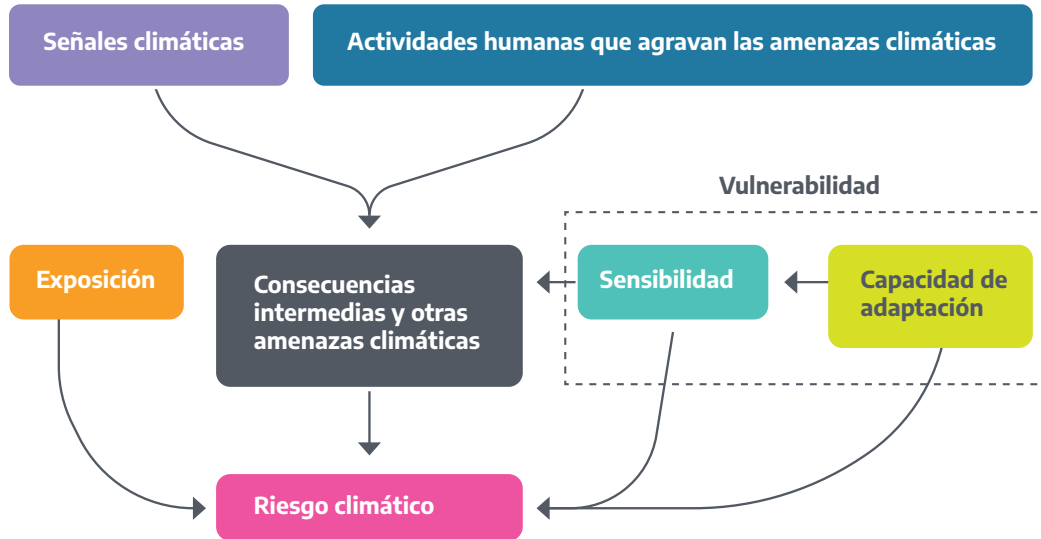 Señales climáticas
Actividades humanas que agravan las amenazas climáticas
Vulnerabilidad
Exposición
Consecuencias
intermedias y otras
amenazas climáticas
Sensibilidad
Capacidad de
adaptación
Riesgo climático